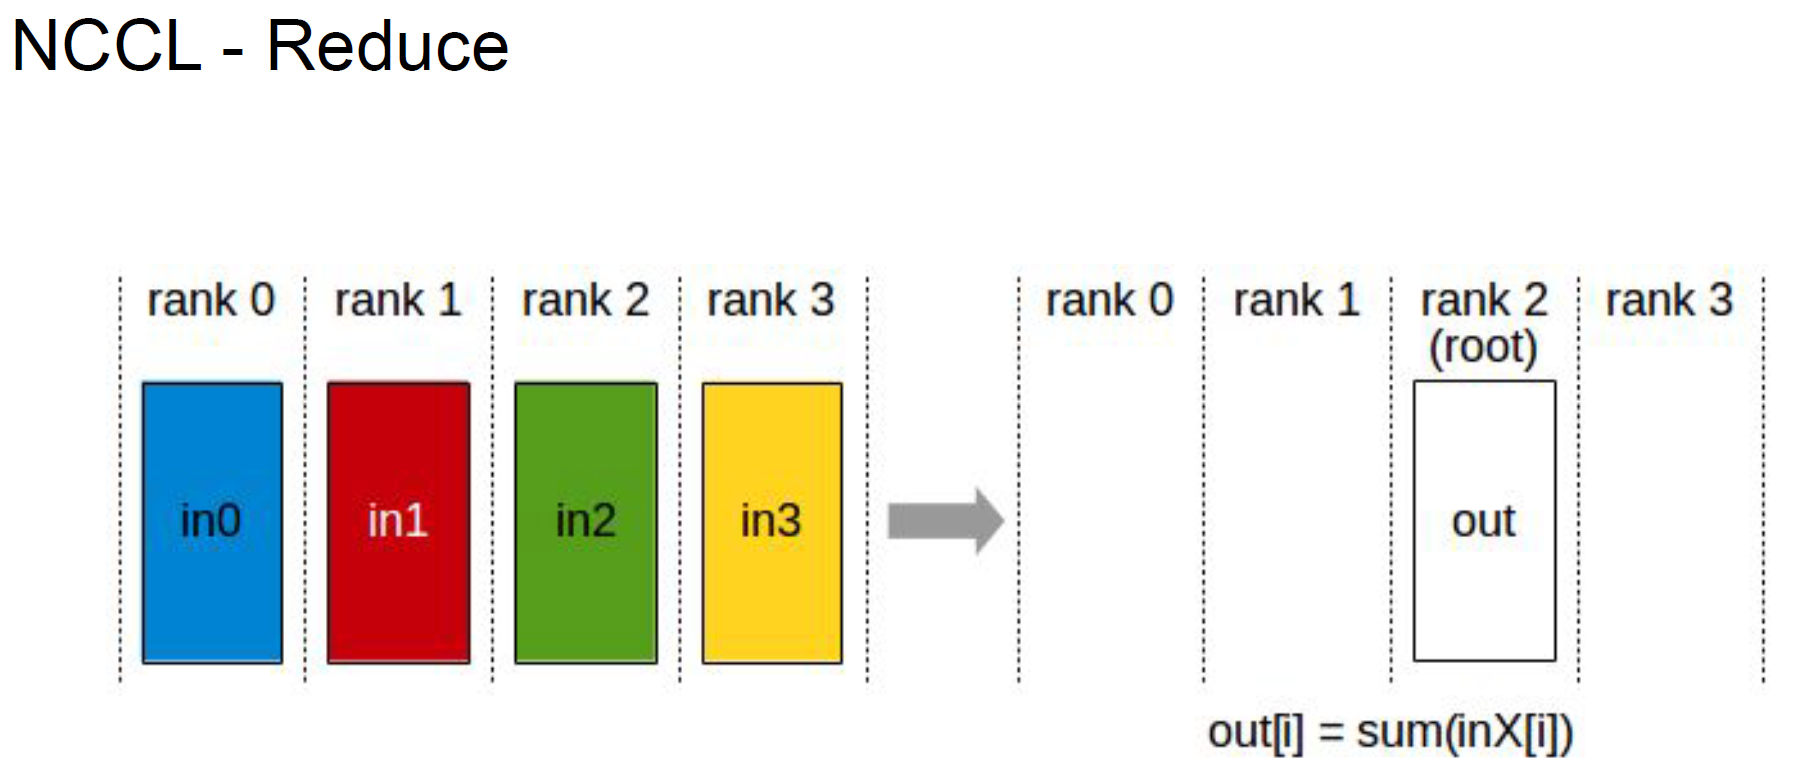 NCCL - Reduce
rank 0 rank 1 rank 2 rank 3 rank 0 rank 1 rank 2 rank 3
(root)
in0 in1 in2 in3 out
out[i] = sum(inX[i])